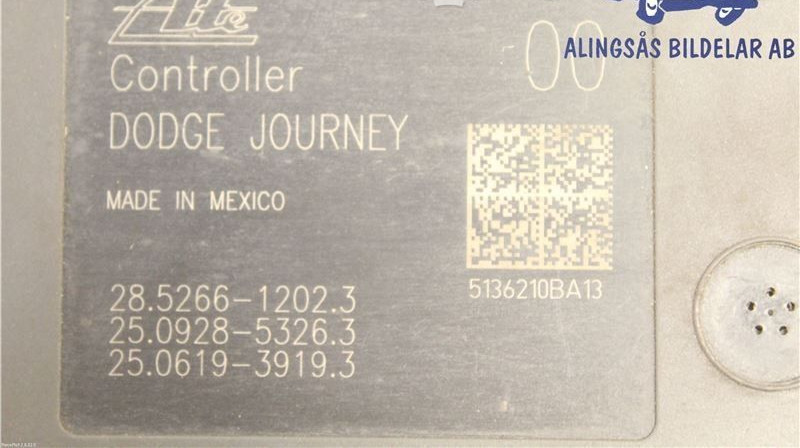 Ate
00
ALINGSÅS BILDELAR AB
Controller
DODGE JOURNEY
MADE IN MEXICO
5136210BA13
28.5266-1202.3
25.0928-5326.3
25.0619-3919.3